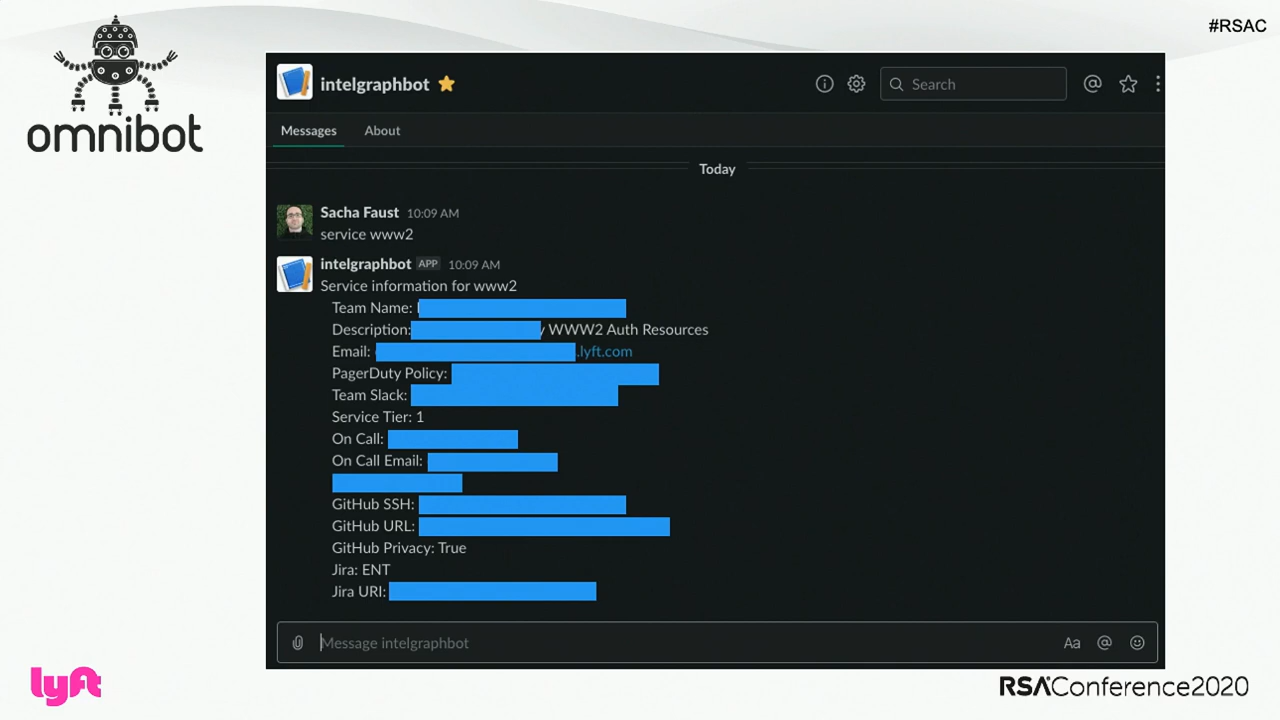 #RSAC
omnibot
intelgraphbot
Search
Messages About
Today
Sacha Faust 10:09 AM
service www2
intelgraphbot APP 10:09 AM
Service information for www2
Team Name:
Description: WWW2 Auth Resources
Email: .lyft.com
PagerDuty Policy:
Team Slack:
Service Tier: 1
On Call:
On Call Email:
GitHub SSH:
GitHub URL:
GitHub Privacy: True
Jira: ENT
Jira URI:
Message intelgraphbot
Aa
lyft
RSAConference2020